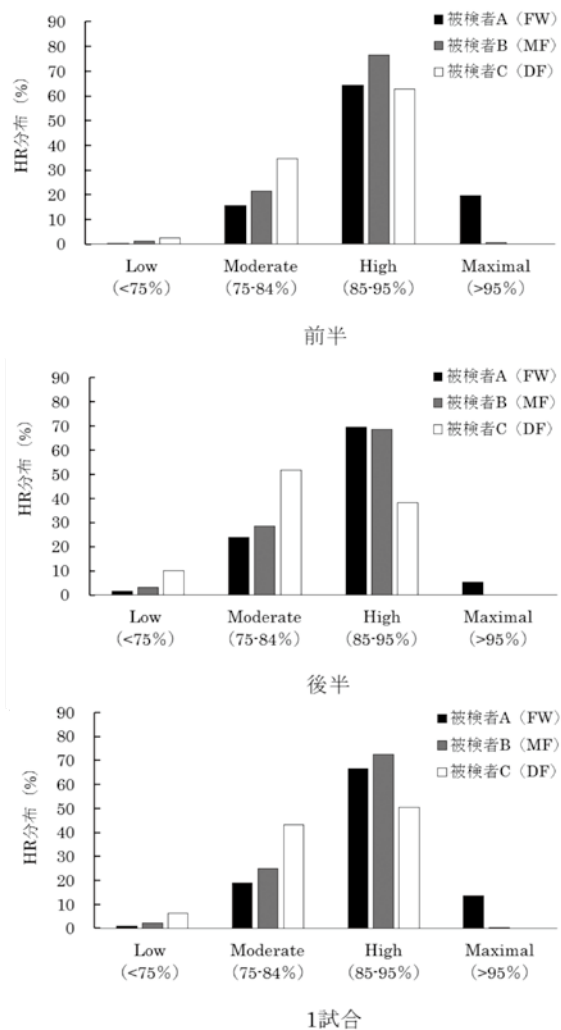 90
80
70
60
50
40
30
20
10
0
HR分布 (%)
■被検者A (FW)
■被検者B (MF)
□被検者C (DF)
Low
(<75%)
Moderate
(75-84%)
High
(85-95%)
Maximal
(>95%)
前半
90
80
70
60
50
40
30
20
10
0
HR分布 (%)
■被検者A (FW)
■被検者B (MF)
□被検者C (DF)
Low
(<75%)
Moderate
(75-84%)
High
(85-95%)
Maximal
(>95%)
後半
90
80
70
60
50
40
30
20
10
0
HR分布 (%)
■被検者A (FW)
■被検者B (MF)
□被検者C (DF)
Low
(<75%)
Moderate
(75-84%)
High
(85-95%)
Maximal
(>95%)
1試合